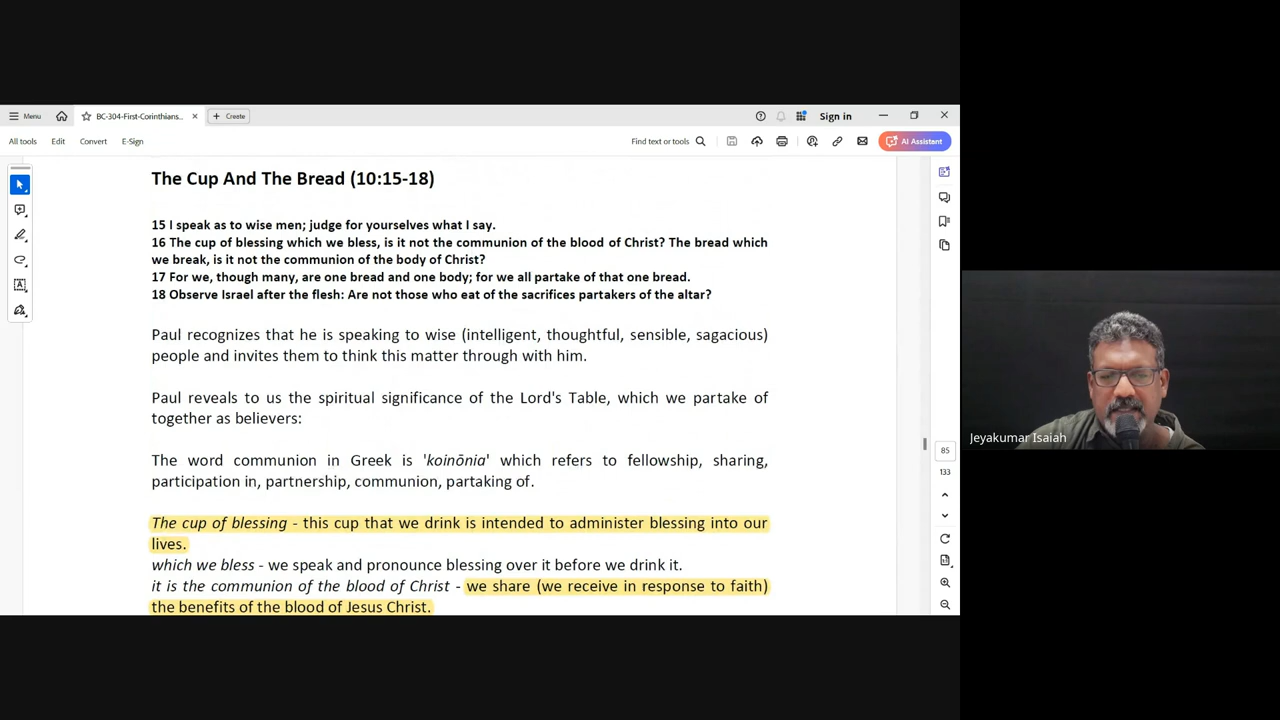 Menu
BC-304-First-Corinthians...
Create
Sign in
All tools
Edit
Convert
E-Sign
Find text or tools
AI Assistant
The Cup And The Bread (10:15-18)
15 I speak as to wise men; judge for yourselves what I say.
16 The cup of blessing which we bless, is it not the communion of the blood of Christ? The bread which
we break, is it not the communion of the body of Christ?
17 For we, though many, are one bread and one body; for we all partake of that one bread.
18 Observe Israel after the flesh: Are not those who eat of the sacrifices partakers of the altar?
Paul recognizes that he is speaking to wise (intelligent, thoughtful, sensible, sagacious)
people and invites them to think this matter through with him.
Paul reveals to us the spiritual significance of the Lord's Table, which we partake of
together as believers:
The word communion in Greek is 'koinōnia' which refers to fellowship, sharing,
participation in, partnership, communion, partaking of.
The cup of blessing - this cup that we drink is intended to administer blessing into our
lives.
which we bless - we speak and pronounce blessing over it before we drink it.
it is the communion of the blood of Christ - we share (we receive in response to faith)
the benefits of the blood of Jesus Christ.
85
133
Jeyakumar Isaiah